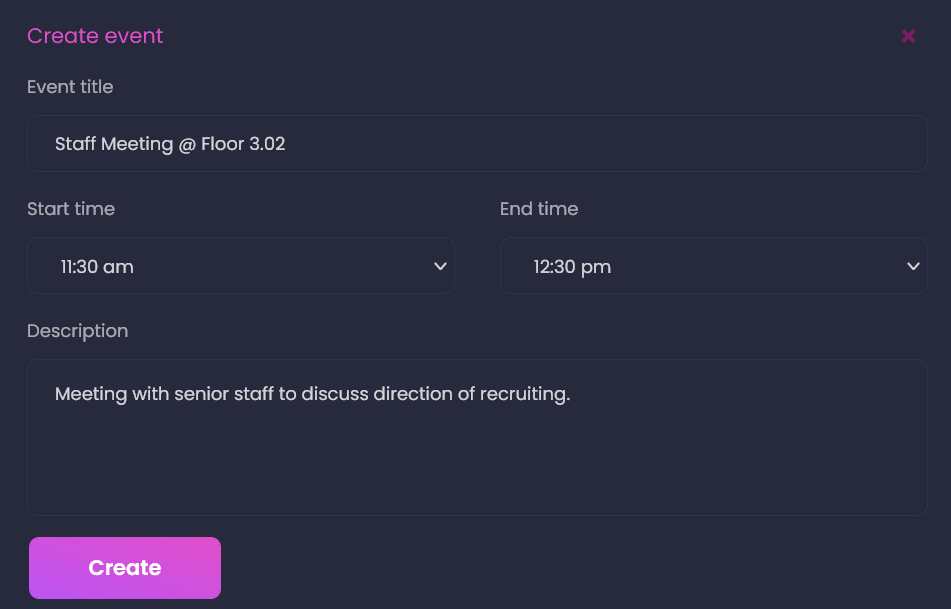 Create event
Event title
Staff Meeting @ Floor 3.02
Start time End time
11:30 am 12:30 pm
Description
Meeting with senior staff to discuss direction of recruiting.
Create